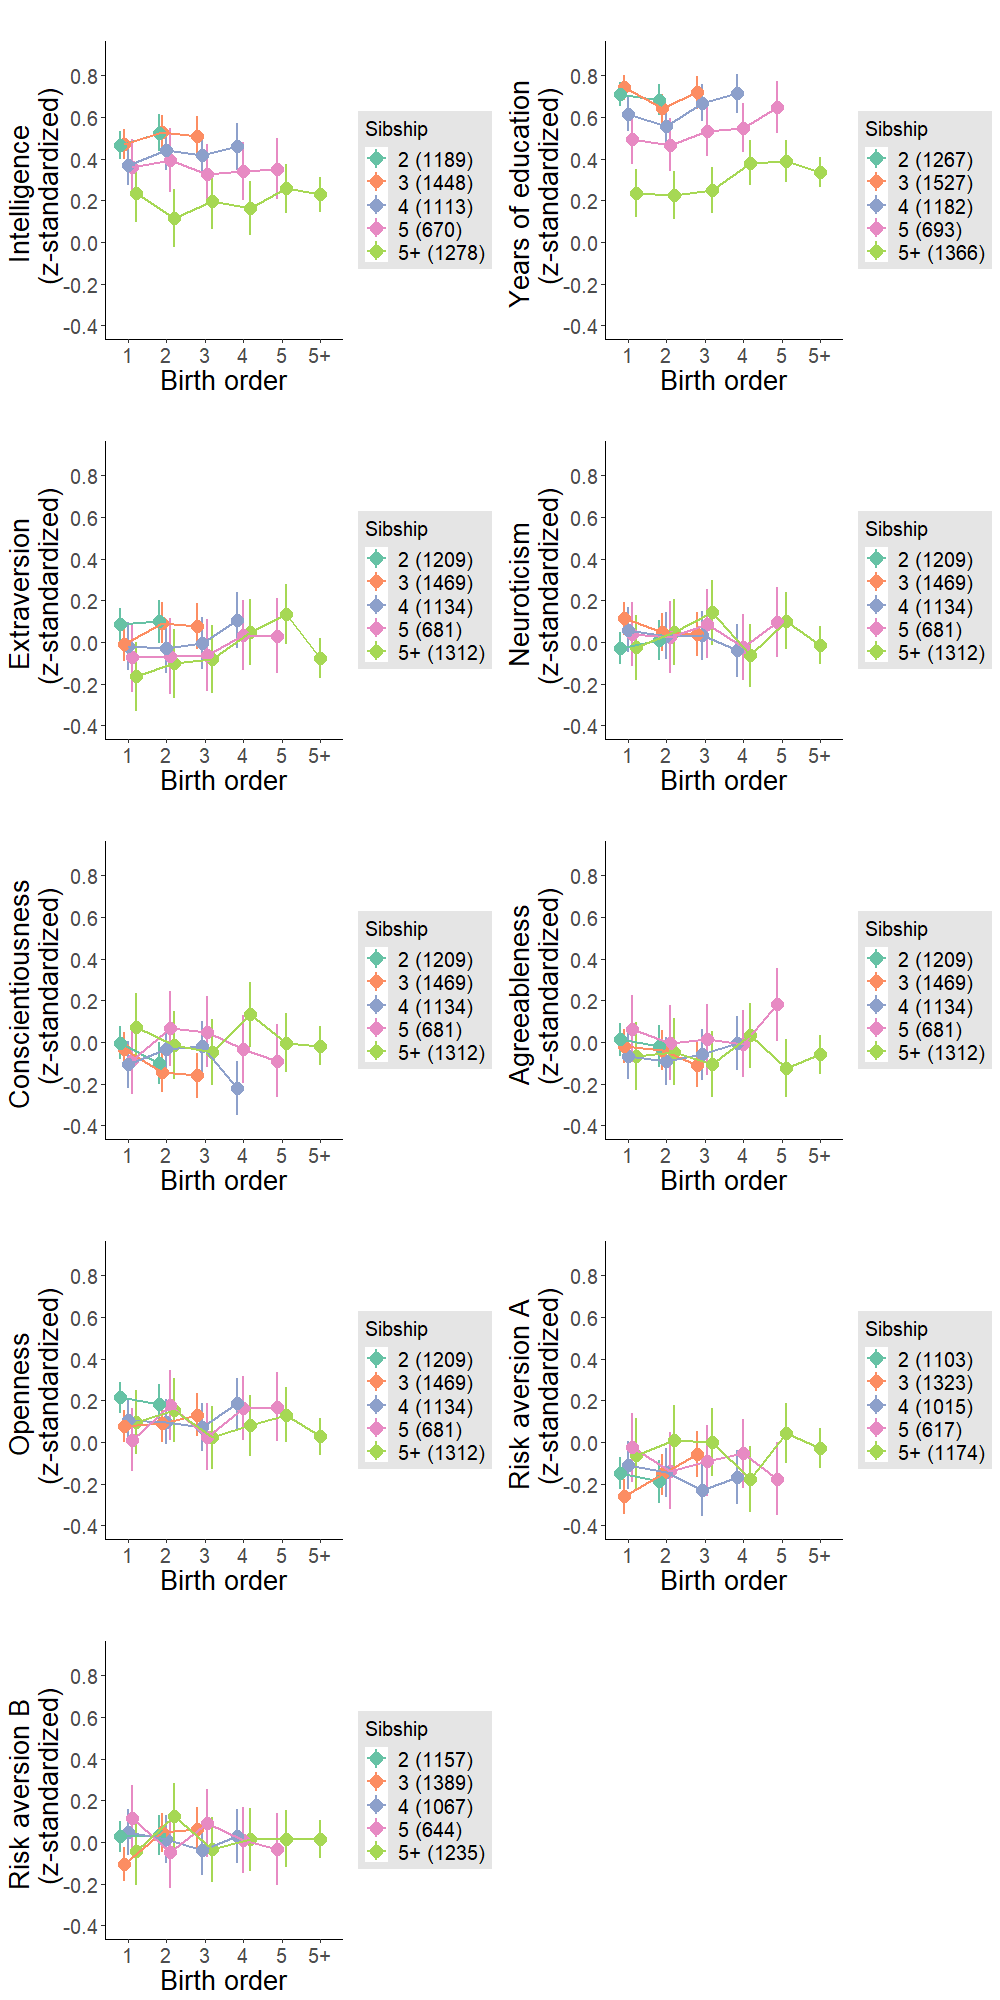 Intelligence
(z-standardized)
0.8
0.6
0.4
0.2
0.0
-0.2
-0.4
1 2 3 4 5 5+
Birth order
Sibship
2 (1189)
3 (1448)
4 (1113)
5 (670)
5+ (1278)
Years of education
(z-standardized)
0.8
0.6
0.4
0.2
0.0
-0.2
-0.4
1 2 3 4 5 5+
Birth order
Sibship
2 (1267)
3 (1527)
4 (1182)
5 (693)
5+ (1366)
Extraversion
(z-standardized)
0.8
0.6
0.4
0.2
0.0
-0.2
-0.4
1 2 3 4 5 5+
Birth order
Sibship
2 (1209)
3 (1469)
4 (1134)
5 (681)
5+ (1312)
Neuroticism
(z-standardized)
0.8
0.6
0.4
0.2
0.0
-0.2
-0.4
1 2 3 4 5 5+
Birth order
Sibship
2 (1209)
3 (1469)
4 (1134)
5 (681)
5+ (1312)
Conscientiousness
(z-standardized)
0.8
0.6
0.4
0.2
0.0
-0.2
-0.4
1 2 3 4 5 5+
Birth order
Sibship
2 (1209)
3 (1469)
4 (1134)
5 (681)
5+ (1312)
Agreeableness
(z-standardized)
0.8
0.6
0.4
0.2
0.0
-0.2
-0.4
1 2 3 4 5 5+
Birth order
Sibship
2 (1209)
3 (1469)
4 (1134)
5 (681)
5+ (1312)
Openness
(z-standardized)
0.8
0.6
0.4
0.2
0.0
-0.2
-0.4
1 2 3 4 5 5+
Birth order
Sibship
2 (1209)
3 (1469)
4 (1134)
5 (681)
5+ (1312)
Risk aversion A
(z-standardized)
0.8
0.6
0.4
0.2
0.0
-0.2
-0.4
1 2 3 4 5 5+
Birth order
Sibship
2 (1103)
3 (1323)
4 (1015)
5 (617)
5+ (1174)
Risk aversion B
(z-standardized)
0.8
0.6
0.4
0.2
0.0
-0.2
-0.4
1 2 3 4 5 5+
Birth order
Sibship
2 (1157)
3 (1389)
4 (1067)
5 (644)
5+ (1235)